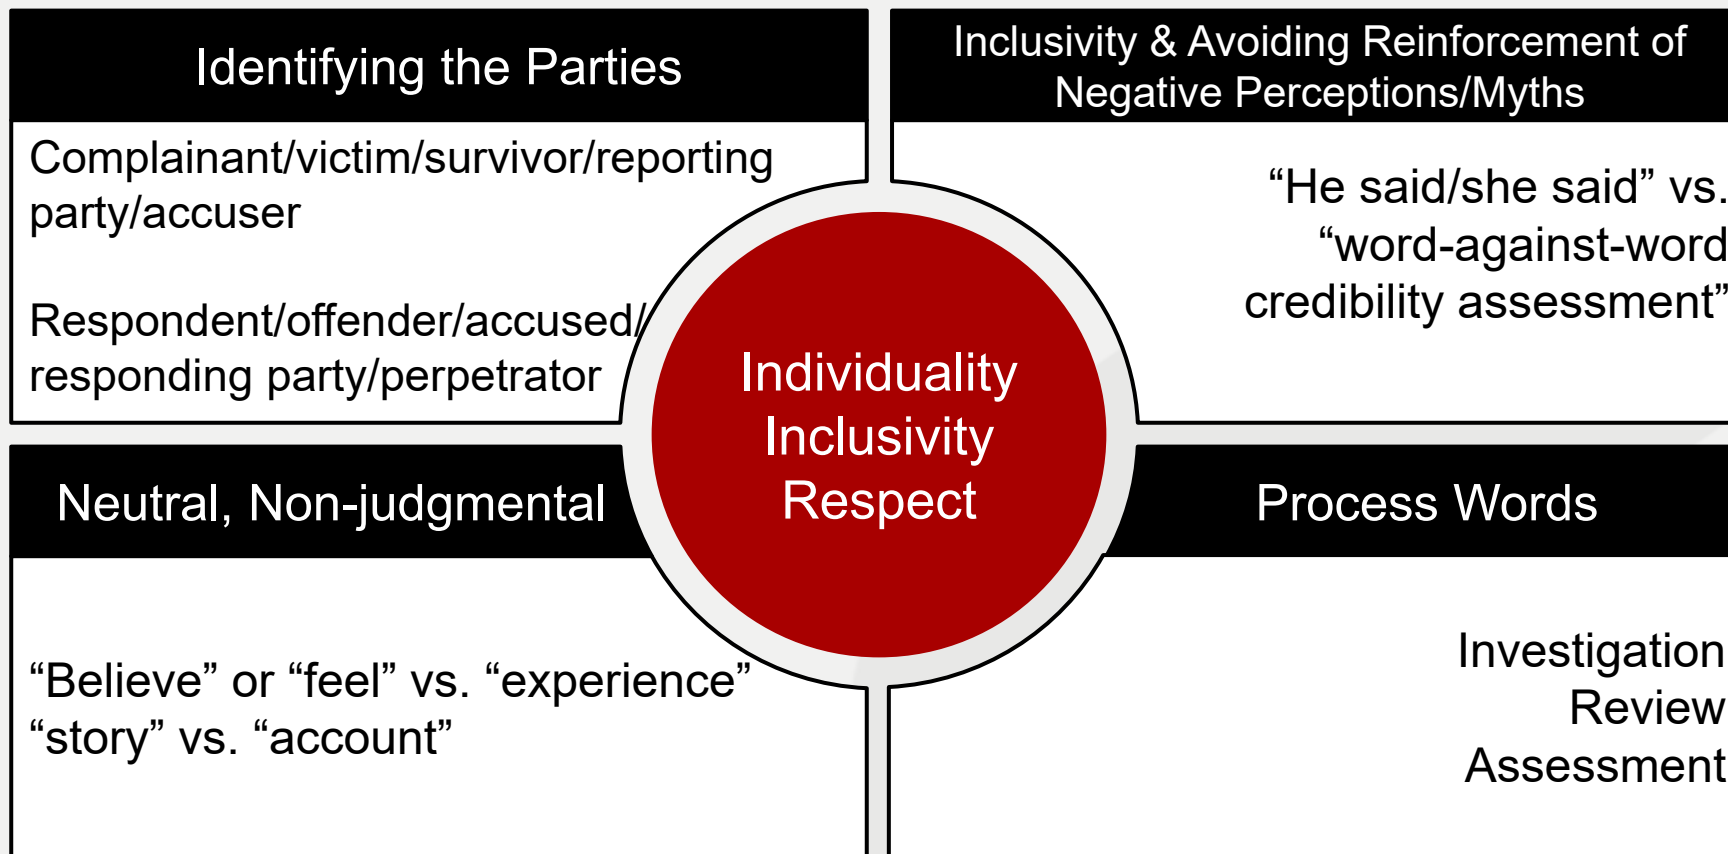 Identifying the Parties
Complainant/victim/survivor/reporting
party/accuser
Respondent/offender/accused/
responding party/perpetrator
Inclusivity & Avoiding Reinforcement of
Negative Perceptions/Myths
“He said/she said” vs.
“word-against-word
credibility assessment”
Individuality
Inclusivity
Respect
Neutral, Non-judgmental
“Believe” or “feel” vs. “experience”
“story” vs. “account”
Process Words
Investigation
Review
Assessment